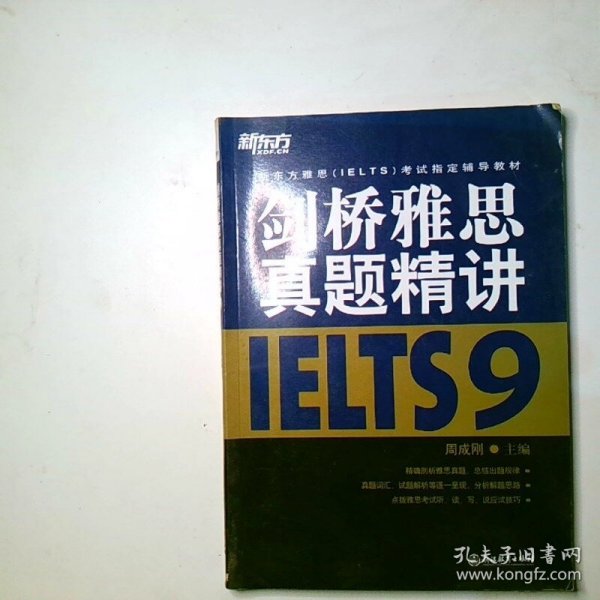 新东方
XDF.CN
新东方雅思(IELTS)考试指定辅导教材
剑桥雅思
真题精讲
IELTS 9
周成刚 ● 主编
精确剖析雅思真题、总结出题规律
真题词汇、试题解析等逐一呈现、分析解题思路
点拨雅思考试听、读、写、说应试技巧
孔夫子旧书网
www.kongfz.com